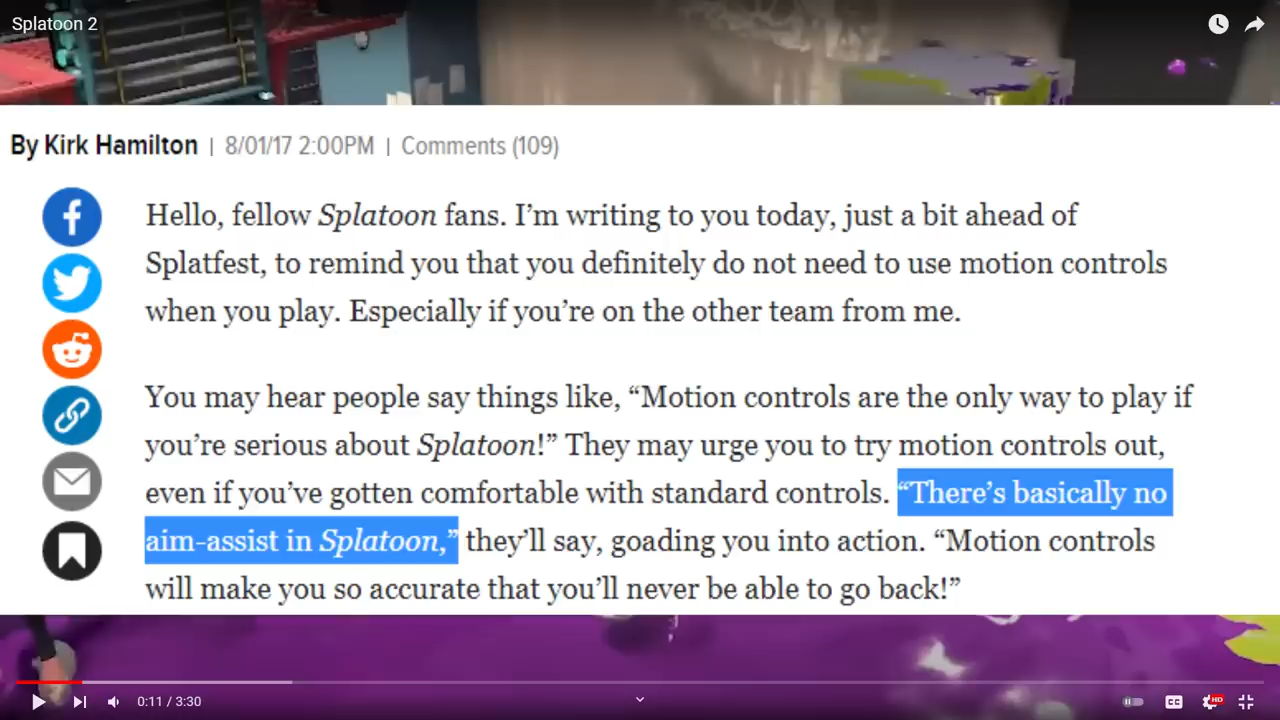 Splatoon 2
By Kirk Hamilton | 8/01/17 2:00PM | Comments (109)
Hello, fellow Splatoon fans. I’m writing to you today, just a bit ahead of
Splatfest, to remind you that you definitely do not need to use motion controls
when you play. Especially if you’re on the other team from me.
You may hear people say things like, “Motion controls are the only way to play if
you’re serious about Splatoon!” They may urge you to try motion controls out,
even if you’ve gotten comfortable with standard controls. “There’s basically no
aim-assist in Splatoon,” they’ll say, goading you into action. “Motion controls
will make you so accurate that you’ll never be able to go back!”
0:11 / 3:30
CC
HD